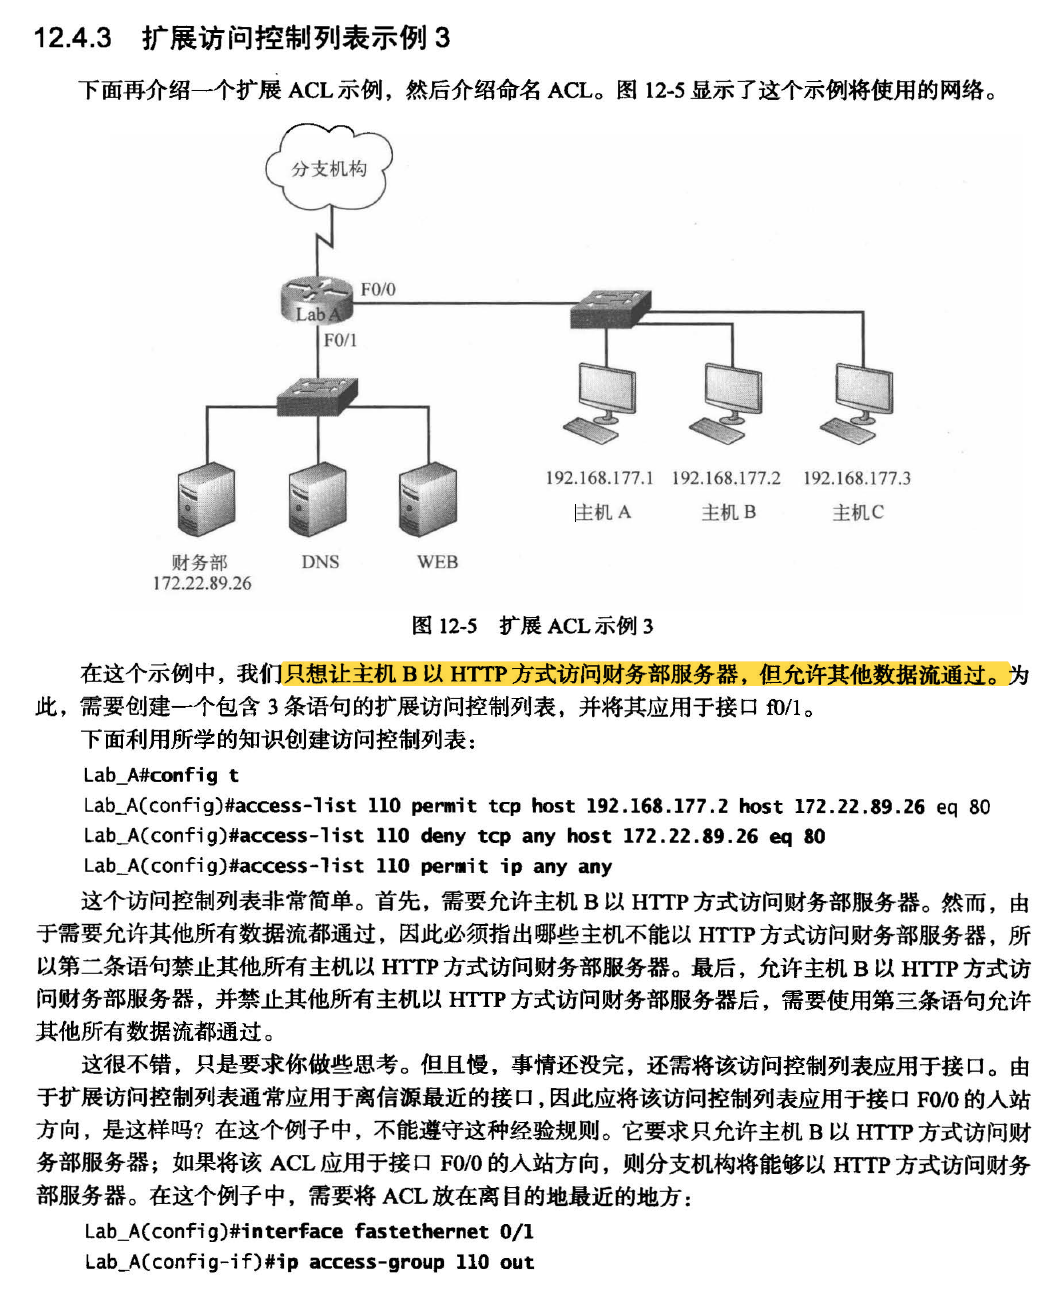 12.4.3 扩展访问控制列表示例 3
下面再介绍一个扩展 ACL 示例，然后介绍命名 ACL。图 12-5 显示了这个示例将使用的网络。
分支机构
F0/0
Lab A
F0/1
192.168.177.1 192.168.177.2 192.168.177.3
主机 A 主机 B 主机C
财务部 DNS WEB
172.22.89.26
图 12-5 扩展 ACL 示例 3
在这个示例中，我们只想让主机 B 以 HTTP 方式访问财务部服务器，但允许其他数据流通过。为
此，需要创建一个包含 3 条语句的扩展访问控制列表，并将其应用于接口 f0/1。
下面利用所学的知识创建访问控制列表：
Lab_A#config t
Lab_A(config)#access-list 110 permit tcp host 192.168.177.2 host 172.22.89.26 eq 80
Lab_A(config)#access-list 110 deny tcp any host 172.22.89.26 eq 80
Lab_A(config)#access-list 110 permit ip any any
这个访问控制列表非常简单。首先，需要允许主机 B 以 HTTP 方式访问财务部服务器。然而，由
于需要允许其他所有数据流都通过，因此必须指出哪些主机不能以 HTTP 方式访问财务部服务器，所
以第二条语句禁止其他所有主机以 HTTP 方式访问财务部服务器。最后，允许主机 B 以 HTTP 方式访
问财务部服务器，并禁止其他所有主机以 HTTP 方式访问财务部服务器后，需要使用第三条语句允许
其他所有数据流都通过。
这很不错，只是要求你做些思考。但且慢，事情还没完，还需将该访问控制列表应用于接口。由
于扩展访问控制列表通常应用于离信源最近的接口，因此应将该访问控制列表应用于接口 F0/0 的入站
方向，是这样吗？在这个例子中，不能遵守这种经验规则。它要求只允许主机 B 以 HTTP 方式访问财
务部服务器；如果将该 ACL 应用于接口 F0/0 的入站方向，则分支机构将能够以 HTTP 方式访问财务
部服务器。在这个例子中，需要将 ACL 放在离目的地最近的地方：
Lab_A(config)#interface fastethernet 0/1
Lab_A(config-if)#ip access-group 110 out